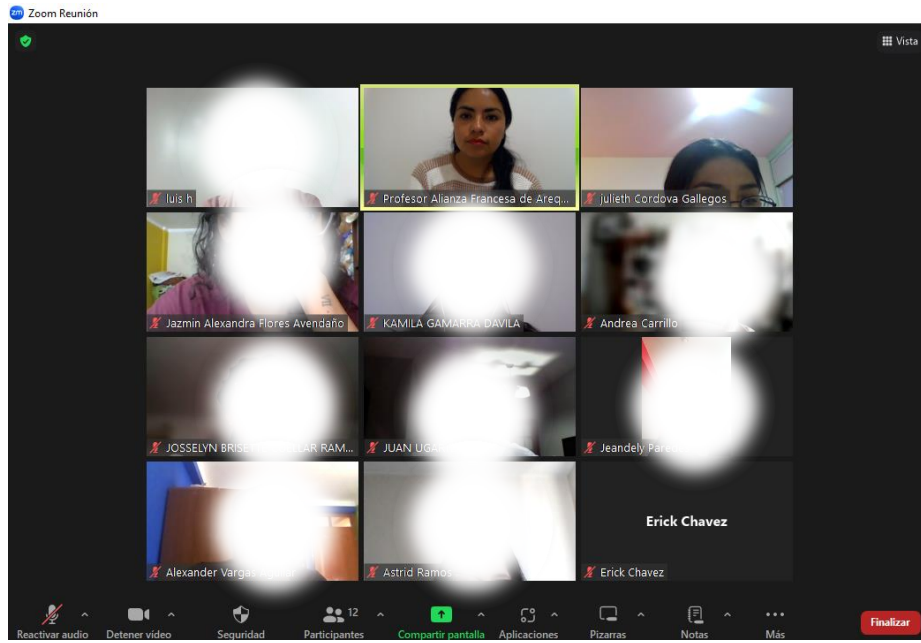 zm Zoom Reunión
Vista
luis h
Profesor Alianza Francesa de Areq...
julieth Cordova Gallegos
Jazmin Alexandra Flores Avendaño
KAMILA GAMARRA DAVILA
Andrea Carrillo
JOSSELYN RAM...
JUAN
Jeandely
Alexander Vargas
Astrid Ramos
Erick Chavez
Erick Chavez
12
Reactivar audio Detener video Seguridad Participantes Compartir pantalla Aplicaciones Pizarras Notas Más Finalizar